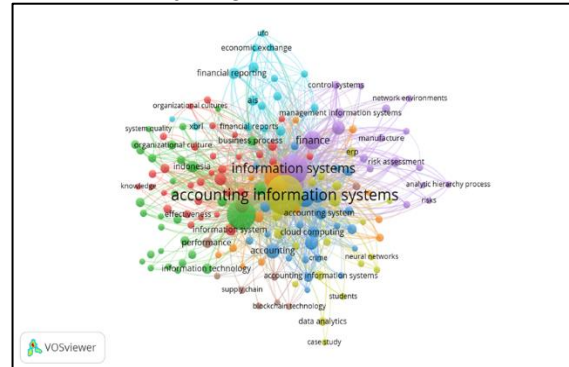 ufo
economic exchange
financial reporting
control systems
ais
network environments
organizational cultures
management information systems
financial reports
systems quality
xbrl
business process
finance
manufacture
organizational culture
erp
indonesia
risk assessment
information systems
knowledge
analytic hierarchy process
accounting information systems
risks
effectiveness
accounting system
information system
cloud computing
performance
accounting
crime
neural networks
information technology
accounting information systems
supply chain
students
blockchain technology
data analytics
case study
VOSviewer